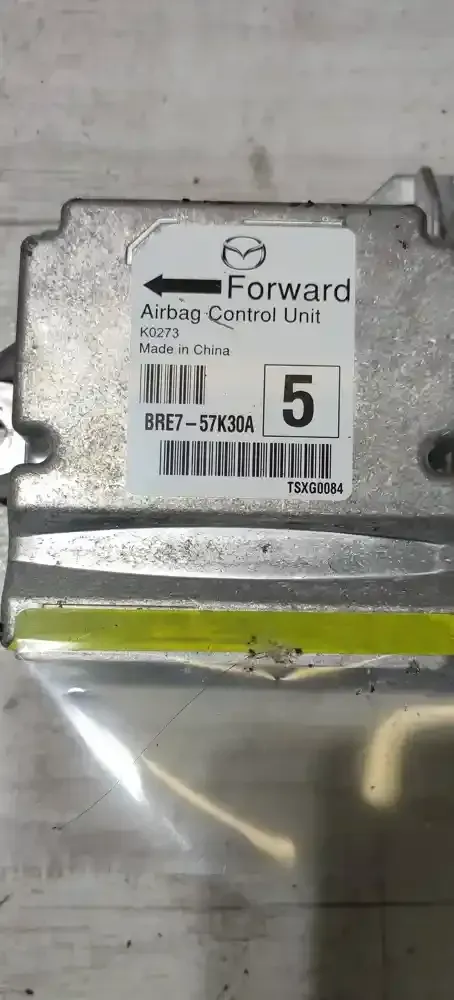 Forward
Airbag Control Unit
K0273
Made in China
5
BRE7-57K30A
TSXG0084